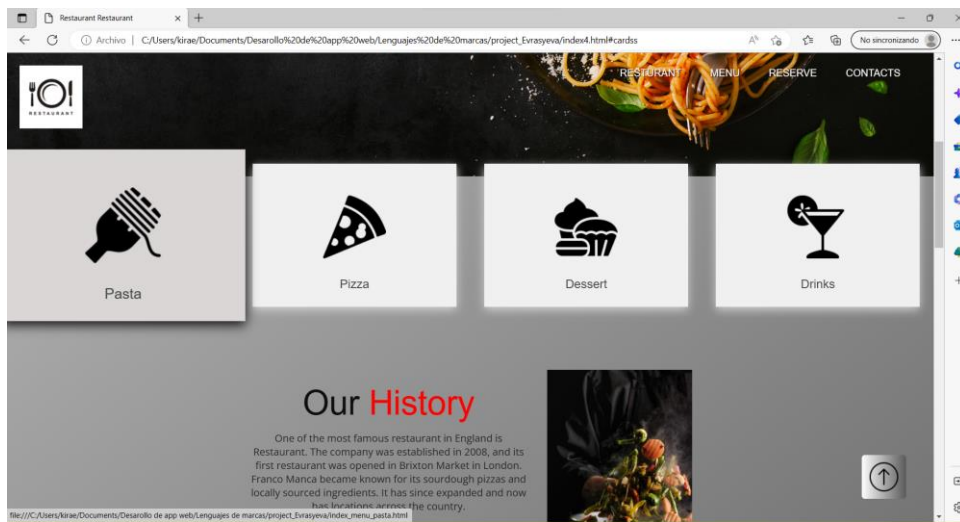 Restaurant Restaurant
Archivo | C:/Users/kirae/Documents/Desarollo%20de%20app%20web/Lenguajes%20de%20marcas/project_Evrasyeva/index4.html#cardss
No sincronizando
RESTAURANT
RESTURANT MENU RESERVE CONTACTS
Pasta
Pizza
Dessert
Drinks
Our History
One of the most famous restaurant in England is
Restaurant. The company was established in 2008, and its
first restaurant was opened in Brixton Market in London.
Franco Manca became known for its sourdough pizzas and
locally sourced ingredients. It has since expanded and now
has locations across the country.
file:///C:/Users/kirae/Documents/Desarollo de app web/Lenguajes de marcas/project_Evrasyeva/index_menu_pasta.html